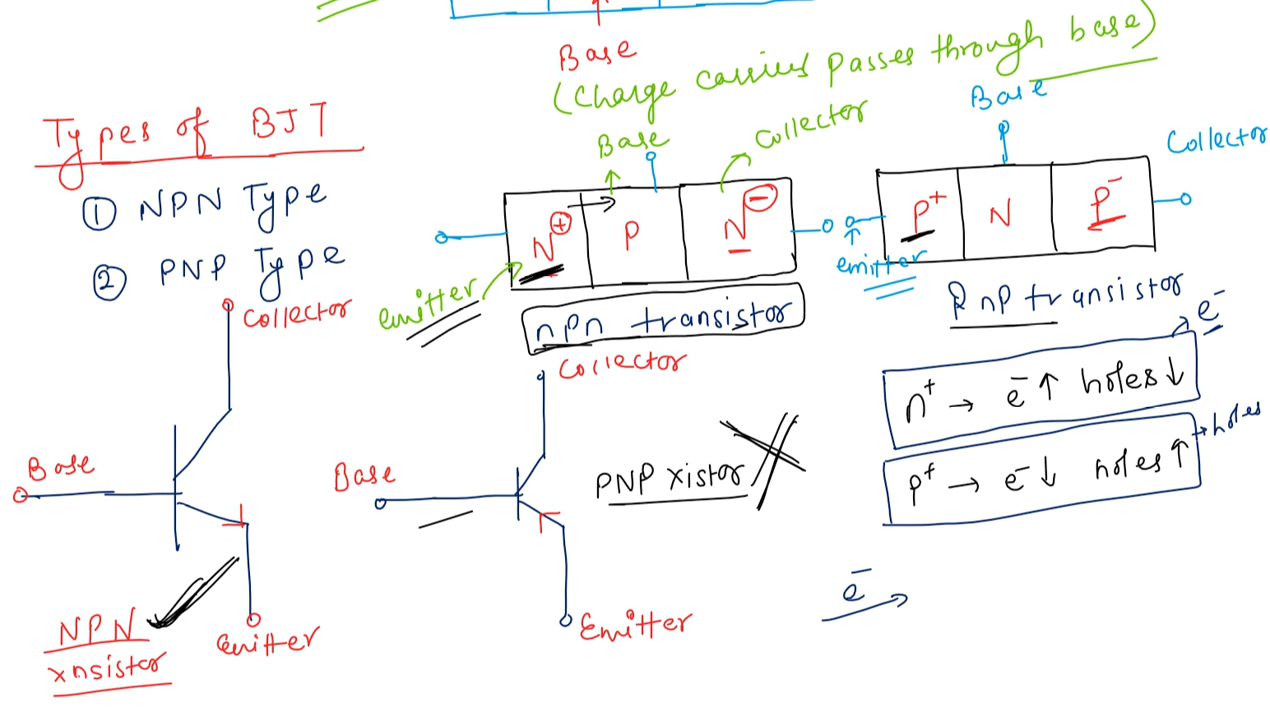 Base
(Charge carriers passes through base)
Types of BJT
① NPN Type
② PNP Type
Base
Collector
N⊕ P N⊖
emitter
npn transistor
Base
Collector
P+ N P-
emitter
PnP transistor
Collector
Base
Emitter
NPN
xnsistor
Collector
Base
Emitter
PNP xistor
e-
n+ → e- ↑ holes ↓
→ holes
p+ → e- ↓ holes ↑
e-